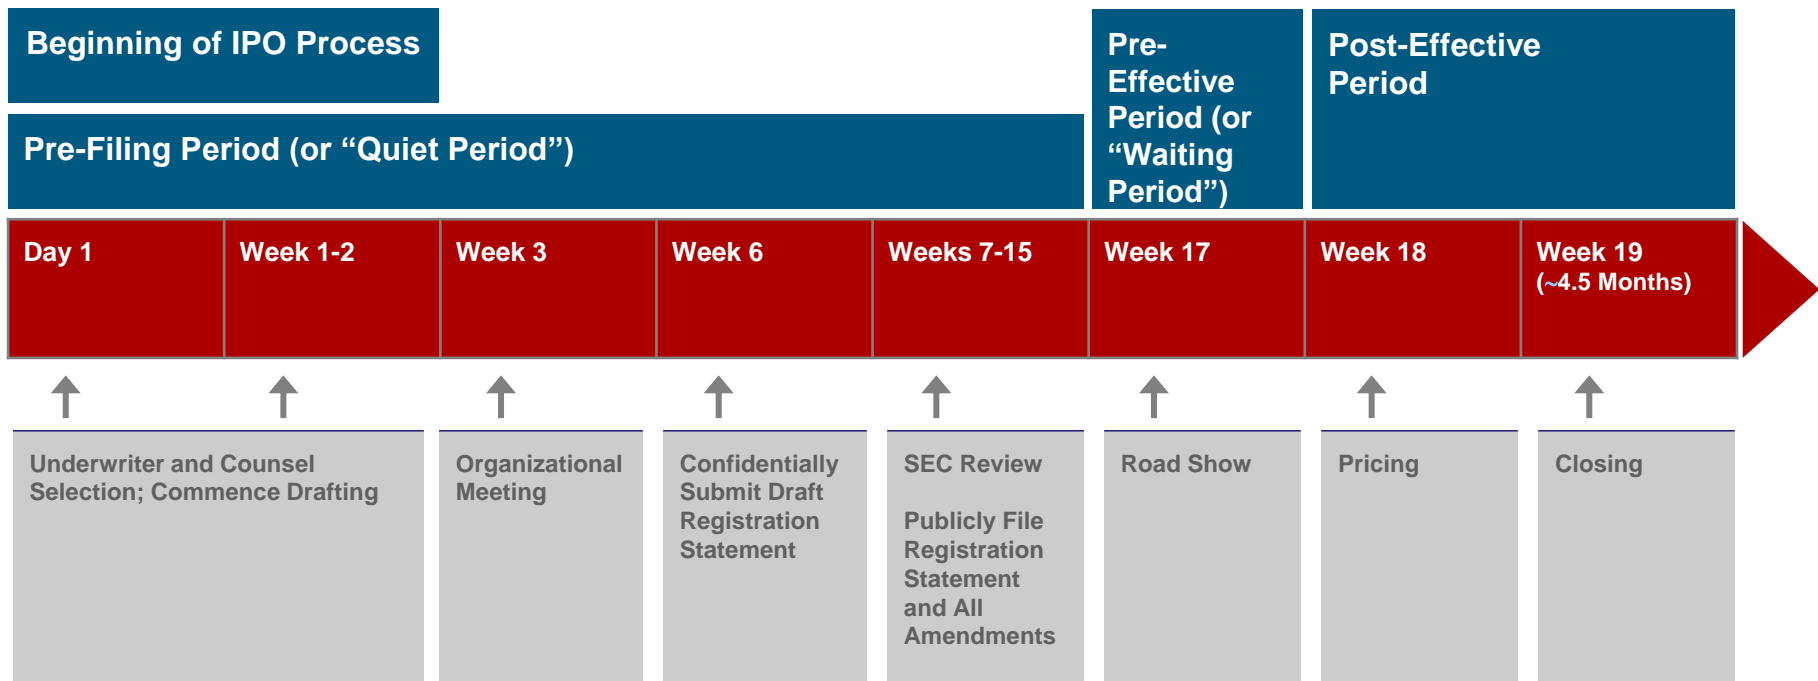 Beginning of IPO Process
Pre-
Effective
Period (or
“Waiting
Period”)
Post-Effective
Period
Pre-Filing Period (or “Quiet Period”)
Day 1
Week 1-2
Week 3
Week 6
Weeks 7-15
Week 17
Week 18
Week 19
(~4.5 Months)
Underwriter and Counsel
Selection; Commence Drafting
Organizational
Meeting
Confidentially
Submit Draft
Registration
Statement
SEC Review
Publicly File
Registration
Statement
and All
Amendments
Road Show
Pricing
Closing